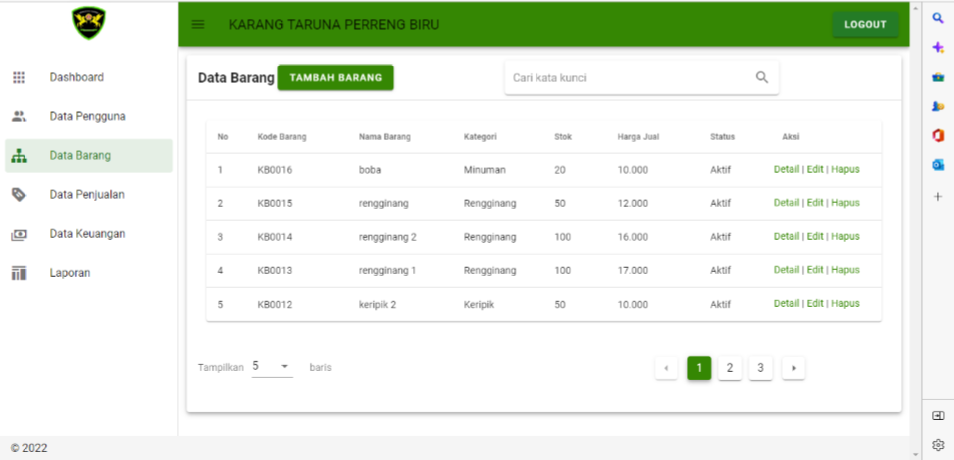 KARANG TARUNA PERRENG BIRU
LOGOUT
Dashboard
Data Pengguna
Data Barang
Data Penjualan
Data Keuangan
Laporan
Data Barang TAMBAH BARANG Cari kata kunci
No Kode Barang Nama Barang Kategori Stok Harga Jual Status Aksi
1 KB0016 boba Minuman 20 10.000 Aktif Detail | Edit | Hapus
2 KB0015 rengginang Rengginang 50 12.000 Aktif Detail | Edit | Hapus
3 KB0014 rengginang 2 Rengginang 100 16.000 Aktif Detail | Edit | Hapus
4 KB0013 rengginang 1 Rengginang 100 17.000 Aktif Detail | Edit | Hapus
5 KB0012 keripik 2 Keripik 50 10.000 Aktif Detail | Edit | Hapus
Tampilkan 5 baris
1 2 3
© 2022